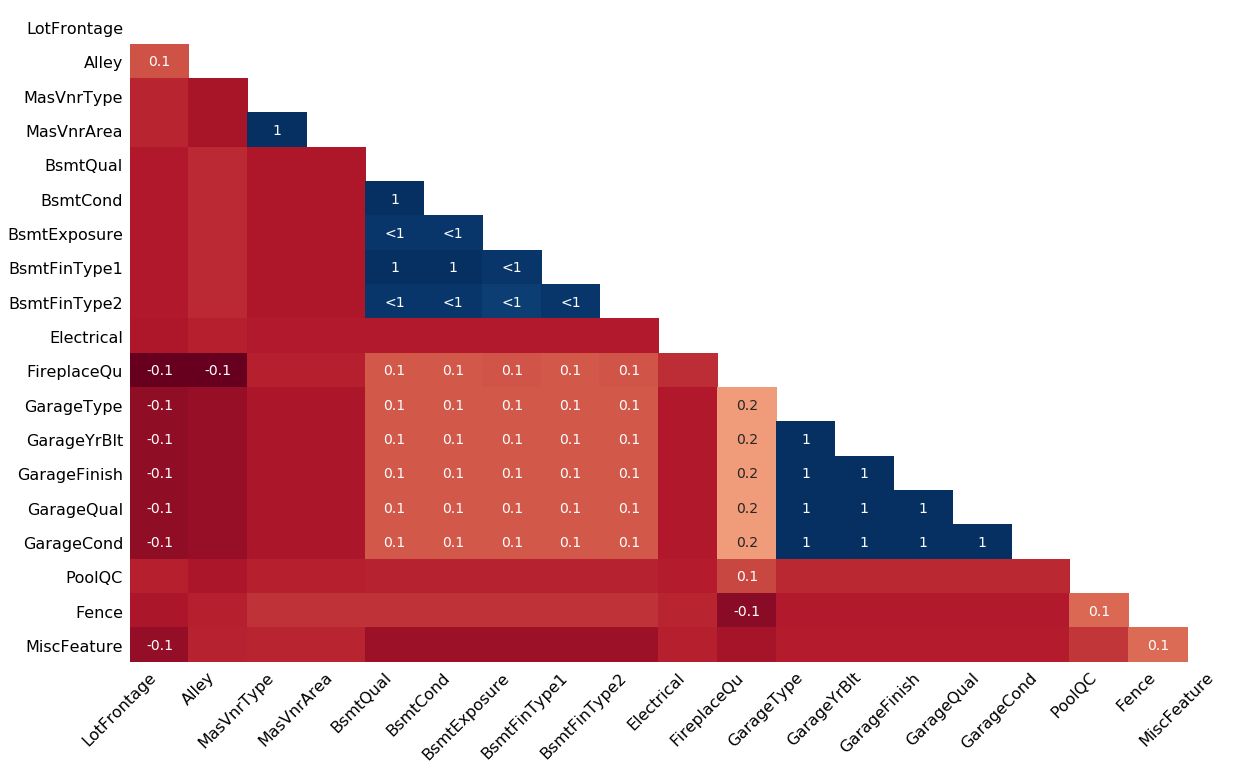 LotFrontage
Alley 0.1
MasVnrType
MasVnrArea 1
BsmtQual
BsmtCond 1
BsmtExposure <1 <1
BsmtFinType1 1 1 <1
BsmtFinType2 <1 <1 <1 <1
Electrical
FireplaceQu -0.1 -0.1 0.1 0.1 0.1 0.1 0.1
GarageType -0.1 0.1 0.1 0.1 0.1 0.1 0.2
GarageYrBlt -0.1 0.1 0.1 0.1 0.1 0.1 0.2 1
GarageFinish -0.1 0.1 0.1 0.1 0.1 0.1 0.2 1 1
GarageQual -0.1 0.1 0.1 0.1 0.1 0.1 0.2 1 1 1
GarageCond -0.1 0.1 0.1 0.1 0.1 0.1 0.2 1 1 1 1
PoolQC 0.1
Fence -0.1 0.1
MiscFeature -0.1 0.1
LotFrontage Alley MasVnrType MasVnrArea BsmtQual BsmtCond BsmtExposure BsmtFinType1 BsmtFinType2 Electrical FireplaceQu GarageType GarageYrBlt GarageFinish GarageQual GarageCond PoolQC Fence MiscFeature